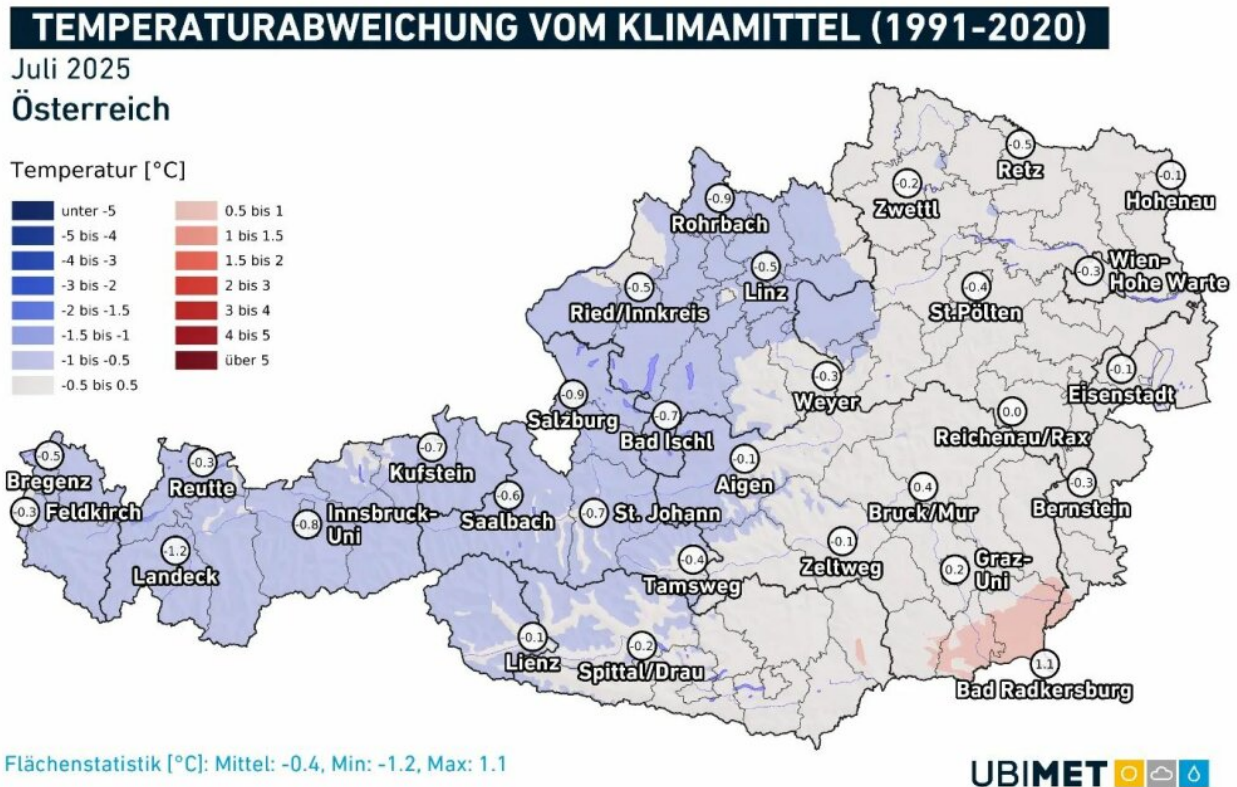 TEMPERATURABWEICHUNG VOM KLIMAMITTEL (1991-2020)
Juli 2025
Österreich
Temperatur [°C]
unter -5
-5 bis -4
-4 bis -3
-3 bis -2
-2 bis -1.5
-1.5 bis -1
-1 bis -0.5
-0.5 bis 0.5
0.5 bis 1
1 bis 1.5
1.5 bis 2
2 bis 3
3 bis 4
4 bis 5
über 5
-0.5
Retz
-0.1
Hohenau
-0.2
Zwettl
-0.9
Rohrbach
-0.5
Linz
-0.5
Ried/Innkreis
-0.4
St.Pölten
-0.3
Wien-
Hohe Warte
-0.1
Eisenstadt
-0.3
Weyer
-0.9
Salzburg
-0.7
Bad Ischl
0.0
Reichenau/Rax
-0.5
Bregenz
-0.3
Reutte
-0.7
Kufstein
-0.1
Aigen
-0.3
Feldkirch
-0.8
Innsbruck-
Uni
-0.6
Saalbach
-0.7
St. Johann
0.4
Bruck/Mur
-0.3
Bernstein
-1.2
Landeck
-0.4
Tamsweg
-0.1
Zeltweg
0.2
Graz-
Uni
-0.1
Lienz
-0.2
Spittal/Drau
1.1
Bad Radkersburg
Flächenstatistik [°C]: Mittel: -0.4, Min: -1.2, Max: 1.1
UBIMET